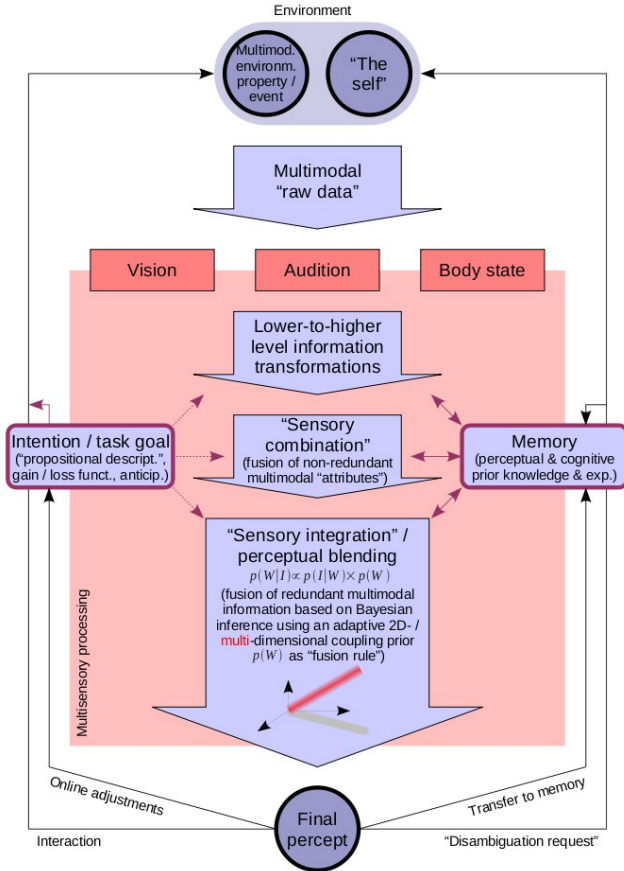 Environment
Multimod.
environm.
property /
event
“The
self”
Multimodal
“raw data”
Vision
Audition
Body state
Lower-to-higher
level information
transformations
Intention / task goal
(“propositional descript.”,
gain / loss funct., anticip.)
“Sensory
combination”
(fusion of non-redundant
multimodal “attributes”)
Memory
(perceptual & cognitive
prior knowledge & exp.)
“Sensory integration” /
perceptual blending
p(W|I)∝p(I|W)×p(W)
(fusion of redundant multimodal
information based on Bayesian
inference using an adaptive 2D- /
multi-dimensional coupling prior
p(W) as “fusion rule”)
Multisensory processing
Online adjustments
Transfer to memory
Final
percept
Interaction
“Disambiguation request”